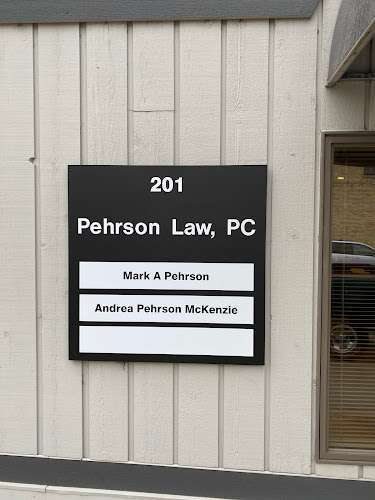 201
Pehrson Law, PC
Mark A Pehrson
Andrea Pehrson McKenzie